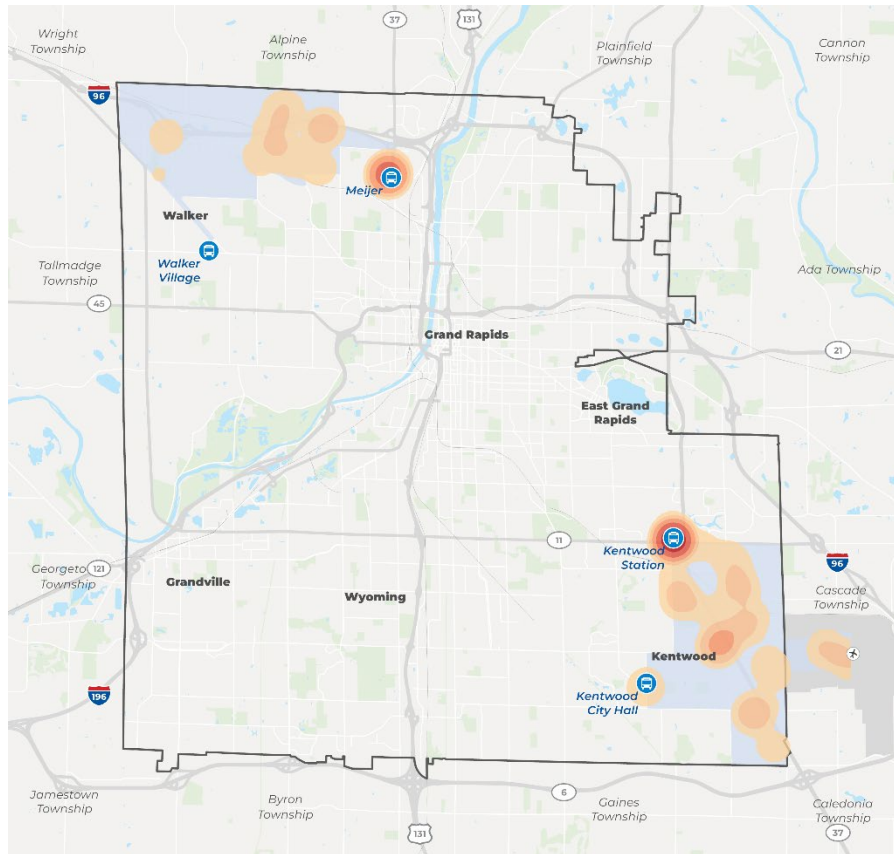 37
131
Wright
Township
Alpine
Township
Plainfield
Township
Cannon
Township
96
Meijer
Walker
Walker
Village
Tallmadge
Township
Ada Township
45
Grand Rapids
21
East Grand
Rapids
11
Kentwood
Station
96
Georgeto
Township
121
Grandville
Wyoming
Cascade
Township
Kentwood
196
Kentwood
City Hall
Jamestown
Township
Byron
Township
6
Gaines
Township
Caledonia
Township
131
37